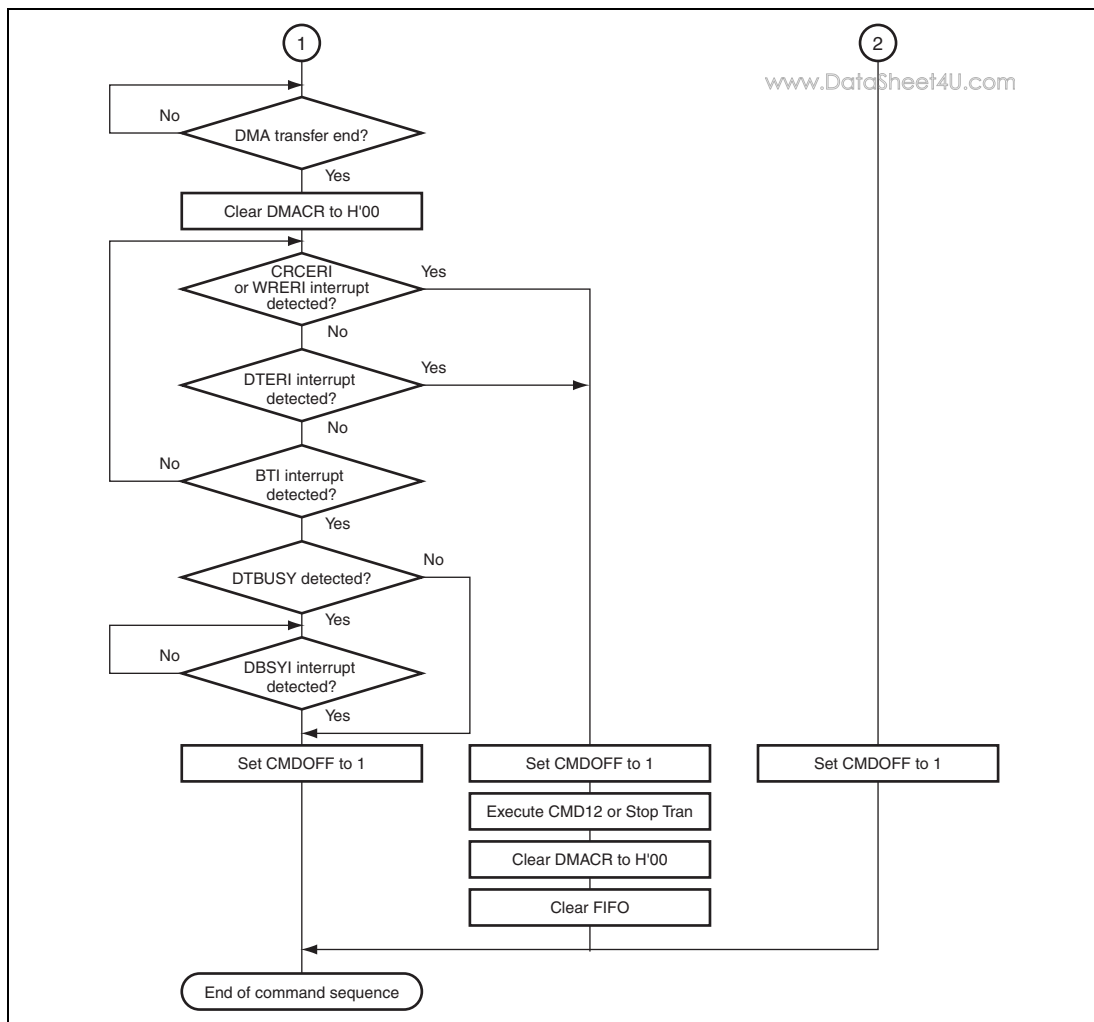 1
2
www.DataSheet4U.com
No
DMA transfer end?
Yes
Clear DMACR to H'00
CRCERI
or WRERI interrupt
detected?
Yes
No
DTERI interrupt
detected?
Yes
No
No
BTI interrupt
detected?
Yes
No
DTBUSY detected?
Yes
No
DBSYI interrupt
detected?
Yes
Set CMDOFF to 1
Set CMDOFF to 1
Set CMDOFF to 1
Execute CMD12 or Stop Tran
Clear DMACR to H'00
Clear FIFO
End of command sequence